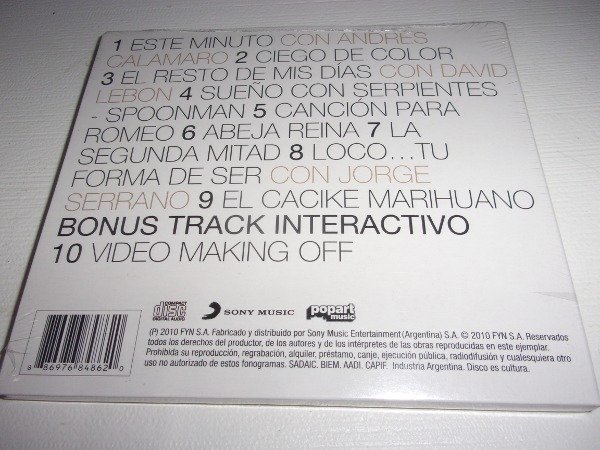 1 ESTE MINUTO CON ANDRÉS
CALAMARO 2 CIEGO DE COLOR
3 EL RESTO DE MIS DÍAS CON DAVID
LEBON 4 SUEÑO CON SERPIENTES
- SPOONMAN 5 CANCIÓN PARA
ROMEO 6 ABEJA REINA 7 LA
SEGUNDA MITAD 8 LOCO...TU
FORMA DE SER CON JORGE
SERRANO 9 EL CACIKE MARIHUANO
BONUS TRACK INTERACTIVO
10 VIDEO MAKING OFF
COMPACT disc DIGITAL AUDIO
SONY MUSIC
popart music
(P) 2010 FYN S.A. Fabricado y distribuido por Sony Music Entertainment (Argentina) S.A. © 2010 FYN S.A. Reservados
todos los derechos del productor, de los autores y de los intérpretes de las obras reproducidas en este ejemplar.
Prohibida su reproducción, regrabación, alquiler, préstamo, canje, ejecución pública, radiodifusión y cualesquiera otro
uso no autorizado de estos fonogramas. SADAIC. BIEM. AADI. CAPIF. Industria Argentina. Disco es cultura.
8 86976 84862 0